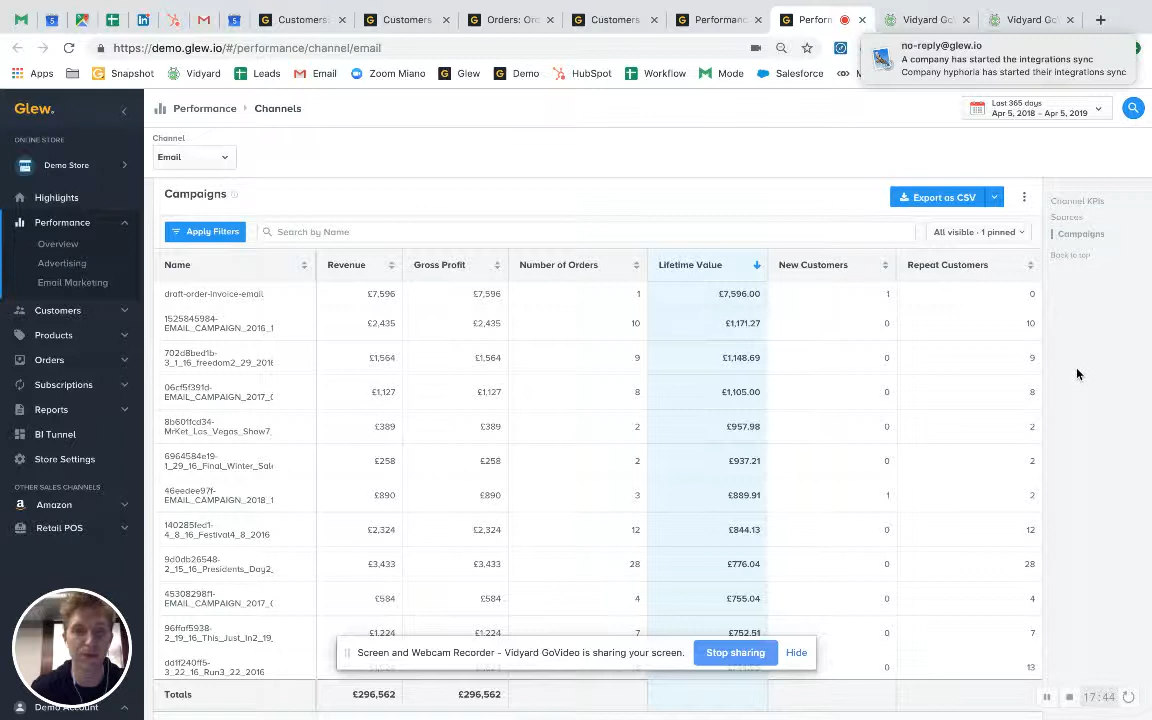 Customers
Customers
Orders: Or
Customers
Performanc
Perform
Vidyard Go
Vidyard Go
https://demo.glew.io/#/performance/channel/email
no-reply@glew.io
A company has started the integrations sync
Company hyphoria has started their integrations sync
Apps
Snapshot
Vidyard
Leads
Email
Zoom Miano
Glew
Demo
HubSpot
Workflow
Mode
Salesforce
Glew.
Performance
Channels
Last 365 days
Apr 5, 2018 – Apr 5, 2019
ONLINE STORE
Demo Store
Highlights
Performance
Overview
Advertising
Email Marketing
Customers
Products
Orders
Subscriptions
Reports
BI Tunnel
Store Settings
OTHER SALES CHANNELS
Amazon
Retail POS
Demo Account
Channel
Email
Campaigns
Export as CSV
Apply Filters
Search by Name
All visible · 1 pinned
Channel KPIs
Sources
Campaigns
Back to top
Name Revenue Gross Profit Number of Orders Lifetime Value New Customers Repeat Customers
draft-order-invoice-email £7,596 £7,596 1 £7,596.00 1 0
1525845984-
EMAIL_CAMPAIGN_2016_1 £2,435 £2,435 10 £1,171.27 0 10
702d8bed1b-
3_1_16_freedom2_29_2016 £1,564 £1,564 9 £1,148.69 0 9
06cf5f391d-
EMAIL_CAMPAIGN_2017_0 £1,127 £1,127 8 £1,105.00 0 8
8b601fcd34-
MrKet_Las_Vegas_Show7_ £389 £389 2 £957.98 0 2
6964584e19-
1_29_16_Final_Winter_Sale £258 £258 2 £937.21 0 2
46eedee97f-
EMAIL_CAMPAIGN_2018_1 £890 £890 3 £889.91 1 2
140285fed1-
4_8_16_Festival4_8_2016 £2,324 £2,324 12 £844.13 0 12
9d0db26548-
2_15_16_Presidents_Day2_ £3,433 £3,433 28 £776.04 0 28
45308298f1-
EMAIL_CAMPAIGN_2017_0 £584 £584 4 £755.04 0 4
96ffaf5938-
2_19_16_This_Just_In2_19_ £1,224 £1,224 7 £752.51 0 7
dd1f240ff5-
3_22_16_Run3_22_2016 0 13
Totals £296,562 £296,562
Screen and Webcam Recorder - Vidyard GoVideo is sharing your screen.
Stop sharing
Hide
17:44